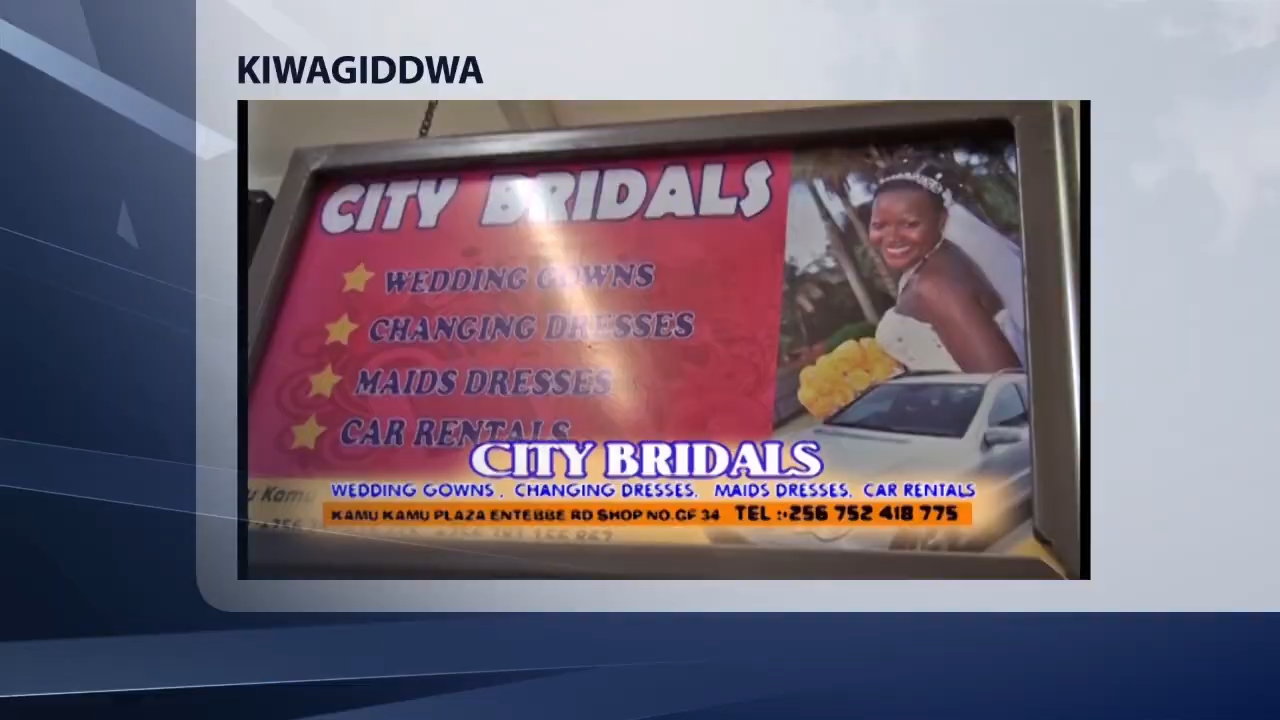 KIWAGIDDWA
CITY BRIDALS
WEDDING GOWNS
CHANGING DRESSES
MAIDS DRESSES
CAR RENTALS
CITY BRIDALS
WEDDING GOWNS , CHANGING DRESSES, MAIDS DRESSES, CAR RENTALS
KAMU KAMU PLAZA ENTEBBE RD SHOP NO.GF 34 TEL :+256 752 418 775
Kamu